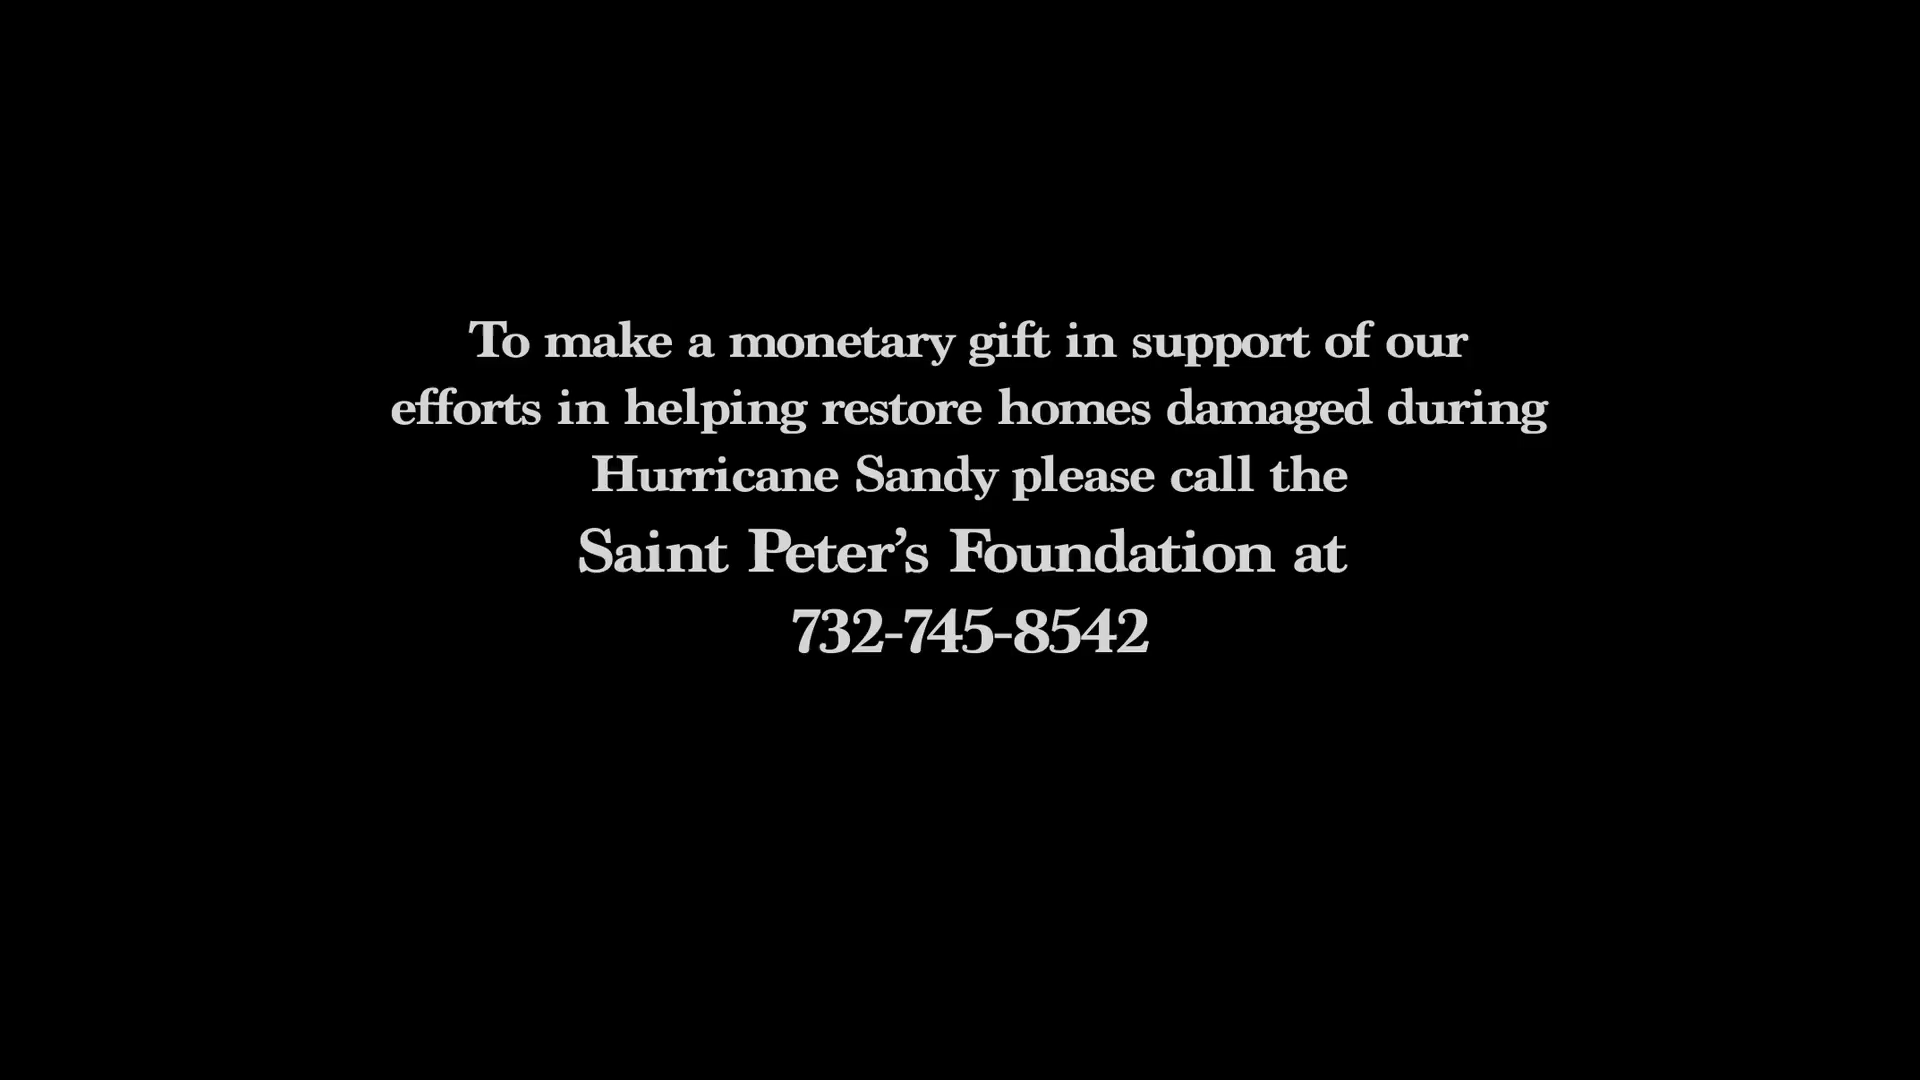 To make a monetary gift in support of our
efforts in helping restore homes damaged during
Hurricane Sandy please call the
Saint Peter’s Foundation at
732-745-8542